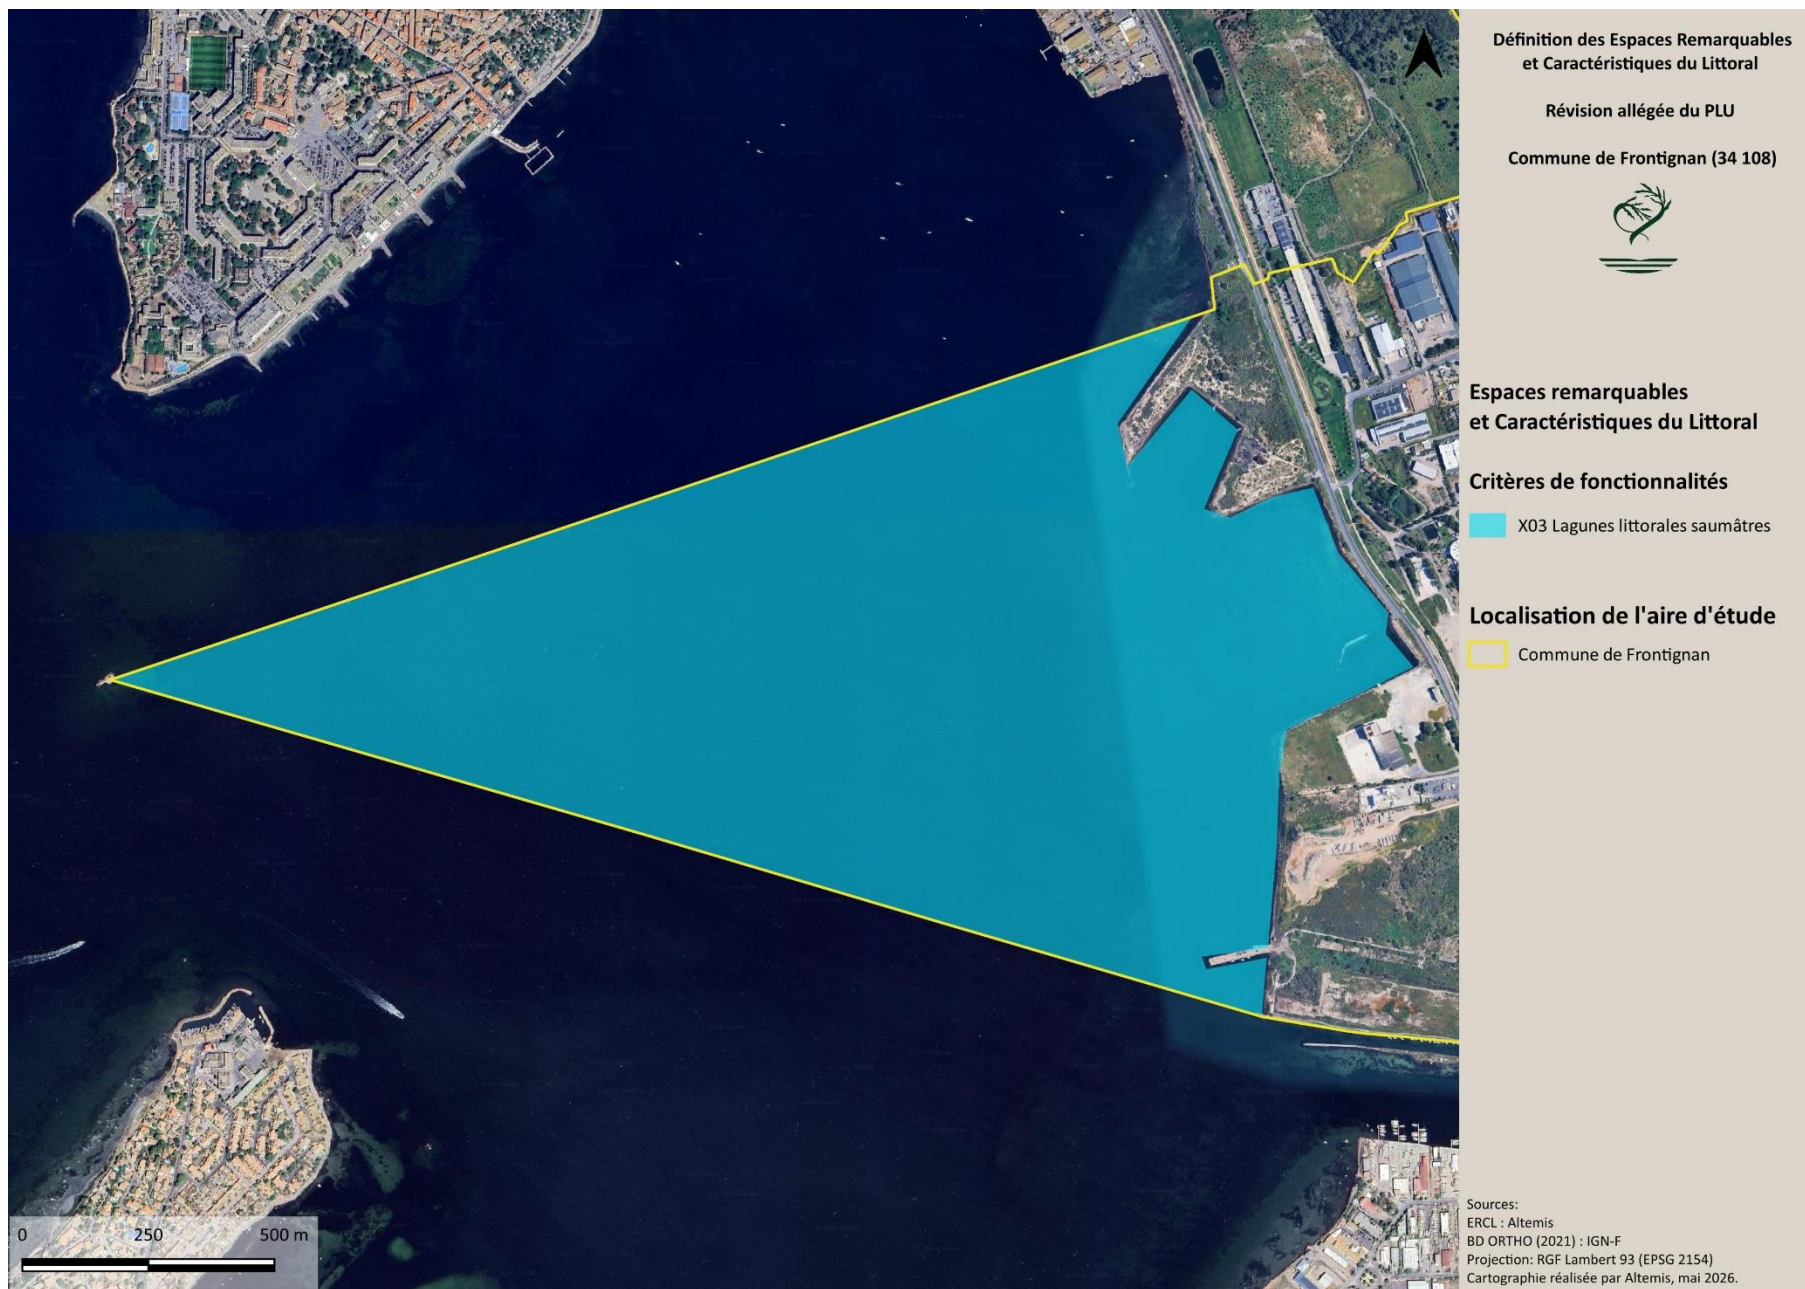 Définition des Espaces Remarquables
et Caractéristiques du Littoral
Révision allégée du PLU
Commune de Frontignan (34 108)
Espaces remarquables
et Caractéristiques du Littoral
Critères de fonctionnalités
X03 Lagunes littorales saumâtres
Localisation de l'aire d'étude
Commune de Frontignan
Sources:
ERCL : Altemis
BD ORTHO (2021) : IGN-F
Projection: RGF Lambert 93 (EPSG 2154)
Cartographie réalisée par Altemis, mai 2026.
0 250 500 m